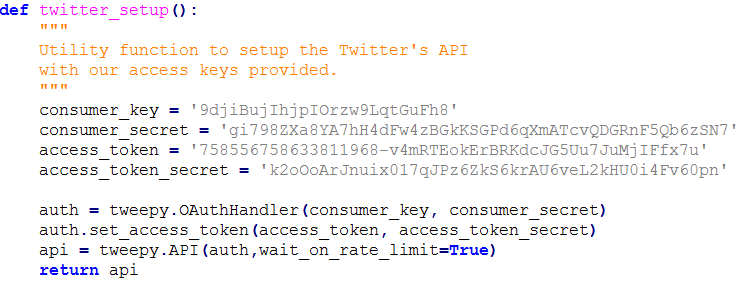 def twitter_setup():
"""
Utility function to setup the Twitter's API
with our access keys provided.
"""
consumer_key = '9djiBujIhjpIOrzw9LqtGuFh8'
consumer_secret = 'gi798ZXa8YA7hH4dFw4zBGkKSGPd6qXmATcvQDGRnF5Qb6zSN7'
access_token = '758556758633811968-v4mRTEokErBRKdcJG5Uu7JuMjIFfx7u'
access_token_secret = 'k2oOoArJnuix017qJPz6ZkS6krAU6veL2kHU0i4Fv60pn'
auth = tweepy.OAuthHandler(consumer_key, consumer_secret)
auth.set_access_token(access_token, access_token_secret)
api = tweepy.API(auth,wait_on_rate_limit=True)
return api